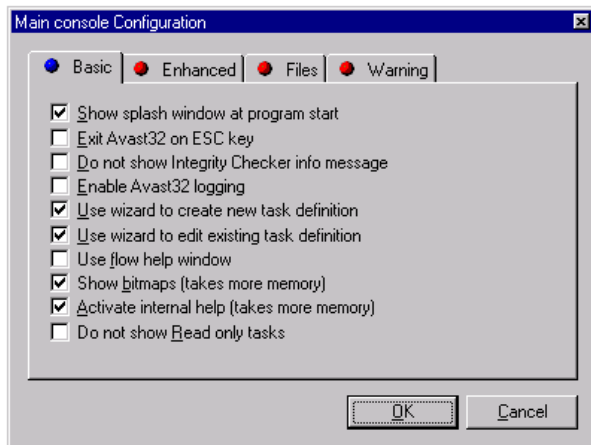 Main console Configuration
Basic Enhanced Files Warning
Show splash window at program start
Exit Avast32 on ESC key
Do not show Integrity Checker info message
Enable Avast32 logging
Use wizard to create new task definition
Use wizard to edit existing task definition
Use flow help window
Show bitmaps (takes more memory)
Activate internal help (takes more memory)
Do not show Read only tasks
OK Cancel